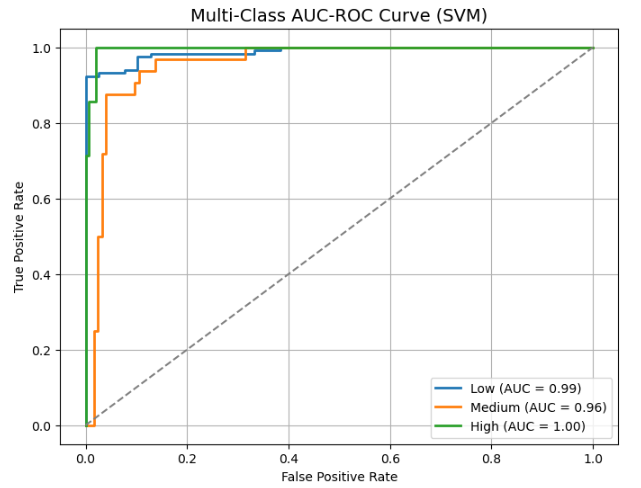 Multi-Class AUC-ROC Curve (SVM)
True Positive Rate
1.0
0.8
0.6
0.4
0.2
0.0
Low (AUC = 0.99)
Medium (AUC = 0.96)
High (AUC = 1.00)
0.0 0.2 0.4 0.6 0.8 1.0
False Positive Rate